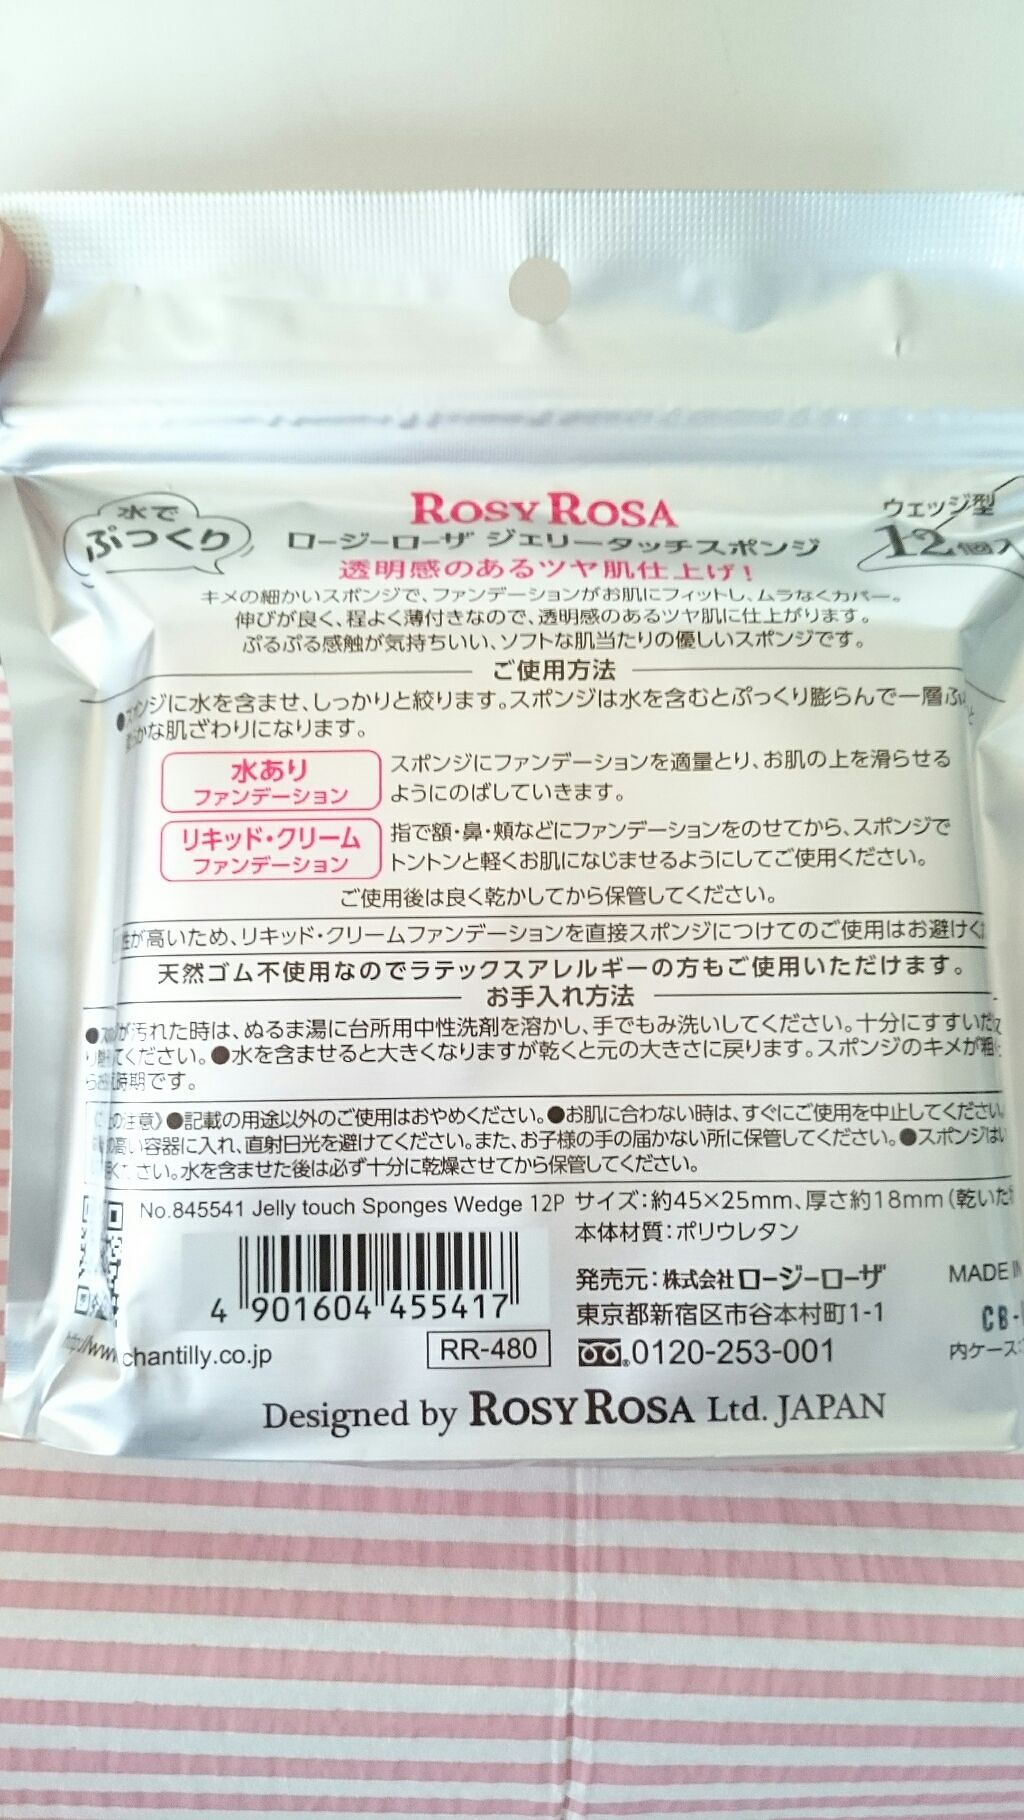 水で
ぷっくり
ROSY ROSA
ロージーローザ ジェリータッチスポンジ
ウェッジ型
12個入
透明感のあるツヤ肌仕上げ!
キメの細かいスポンジで、ファンデーションがお肌にフィットし、ムラなくカバー。
伸びが良く、程よく薄付きなので、透明感のあるツヤ肌に仕上がります。
ぷるぷる感触が気持ちいい、ソフトな肌当たりの優しいスポンジです。
ご使用方法
●スポンジに水を含ませ、しっかりと絞ります。スポンジは水を含むとぷっくり膨らんで一層ふ
かな肌ざわりになります。
水あり
ファンデーション
スポンジにファンデーションを適量とり、お肌の上を滑らせる
ようにのばしていきます。
リキッド・クリーム
ファンデーション
指で額・鼻・頬などにファンデーションをのせてから、スポンジで
トントンと軽くお肌になじませるようにしてご使用ください。
ご使用後は良く乾かしてから保管してください。
性が高いため、リキッド・クリームファンデーションを直接スポンジにつけてのご使用はお避けく
天然ゴム不使用なのでラテックスアレルギーの方もご使用いただけます。
お手入れ方法
● が汚れた時は、ぬるま湯に台所用中性洗剤を溶かし、手でもみ洗いしてください。十分にすすいだ
てください。●水を含ませると大きくなりますが乾くと元の大きさに戻ります。スポンジのキメが粗
時期です。
の注意》●記載の用途以外のご使用はおやめください。●お肌に合わない時は、すぐにご使用を中止してください。
の高い容器に入れ、直射日光を避けてください。また、お子様の手の届かない所に保管してください。●スポンジは
さい。水を含ませた後は必ず十分に乾燥させてから保管してください。
No.845541 Jelly touch Sponges Wedge 12P サイズ:約45×25mm、厚さ約18mm(乾いた
本体材質:ポリウレタン
4 901604 455417
発売元:株式会社ロージーローザ
東京都新宿区市谷本村町1-1
MADE IN
CB-
http://www.chantilly.co.jp
RR-480
0120-253-001
内ケース
Designed by ROSY ROSA Ltd. JAPAN